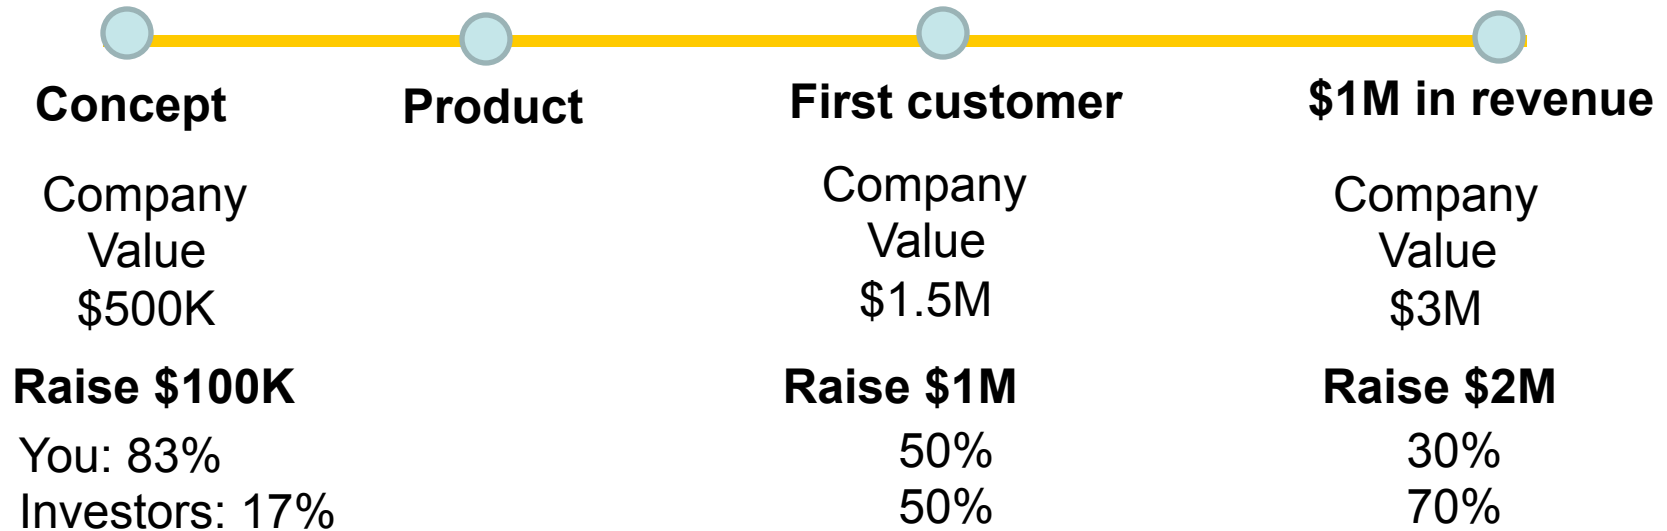 Concept
Product
First customer
$1M in revenue
Company
Value
$500K
Company
Value
$1.5M
Company
Value
$3M
Raise $100K
Raise $1M
Raise $2M
You: 83%
Investors: 17%
50%
50%
30%
70%